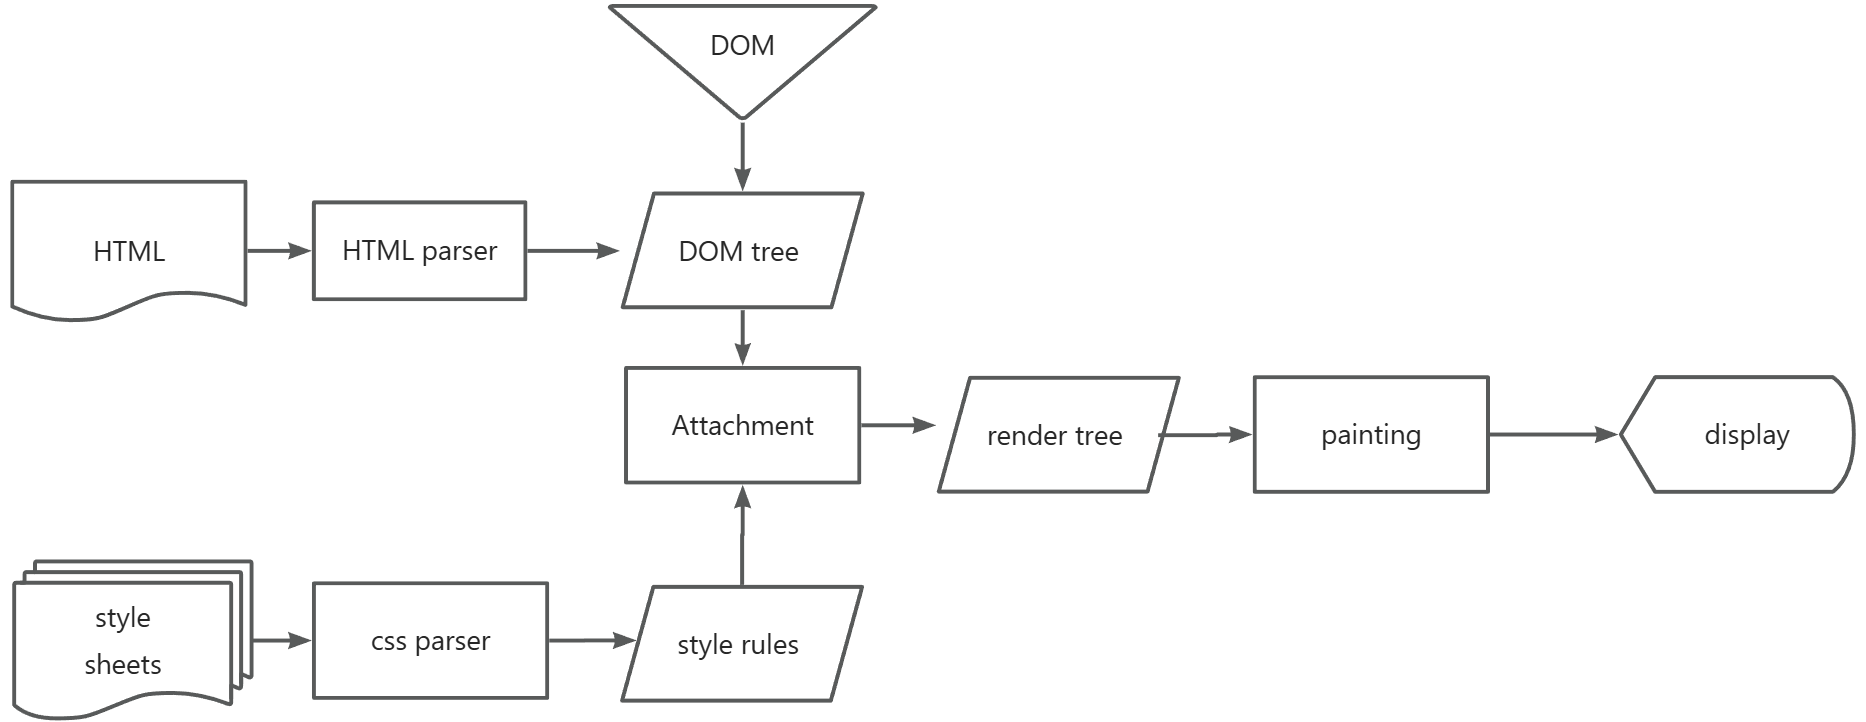 DOM
HTML
HTML parser
DOM tree
Attachment
render tree
painting
display
style
sheets
css parser
style rules